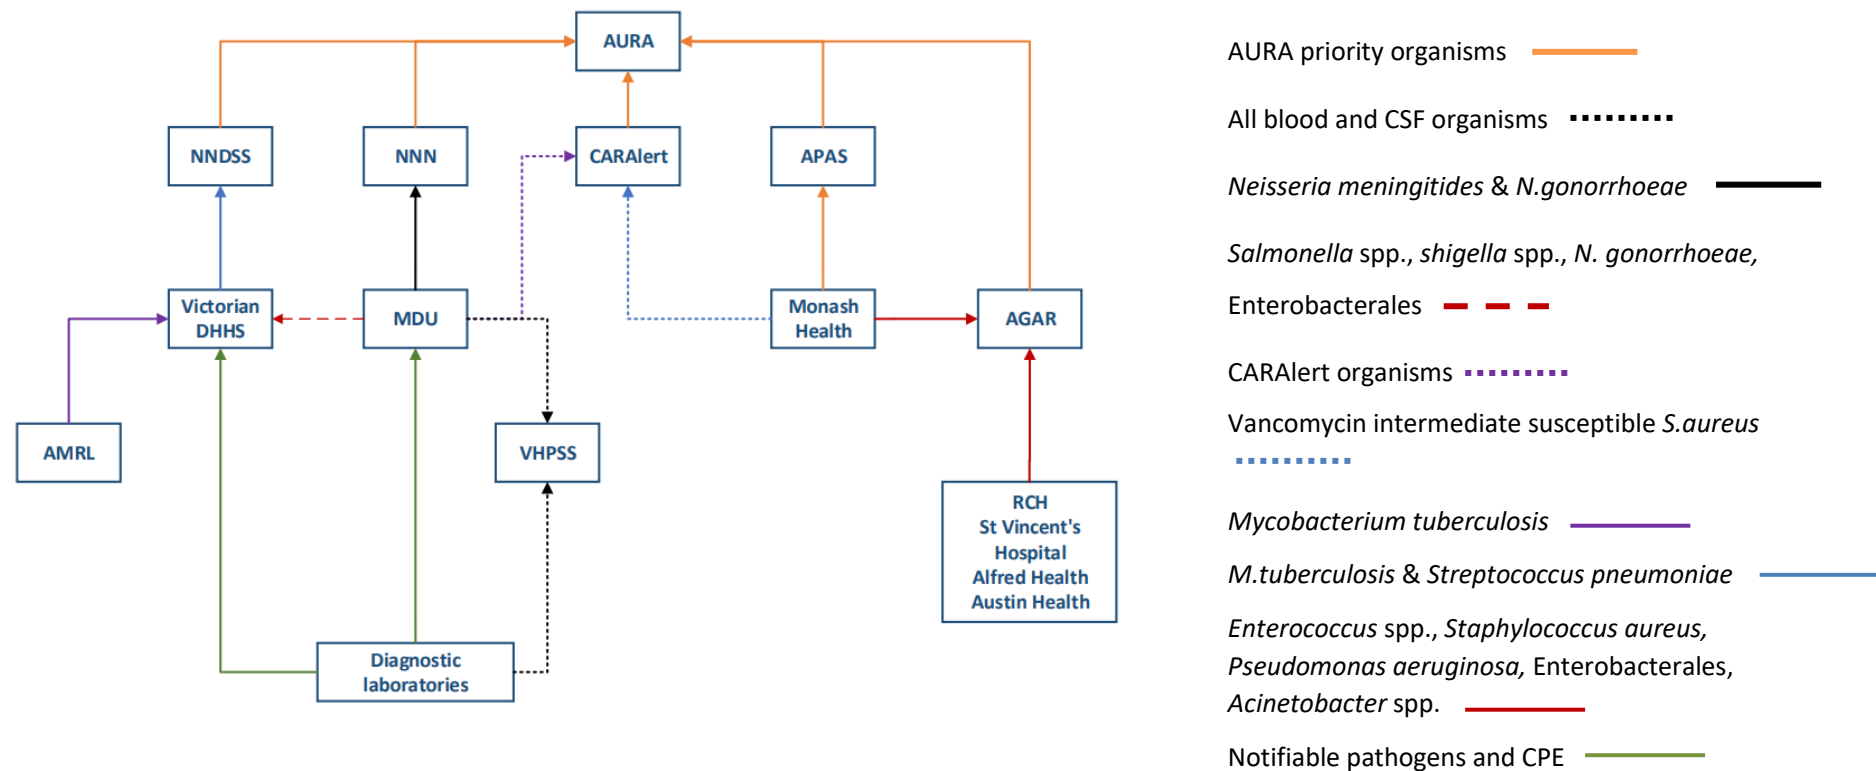 AURA
NNDSS
NNN
CARAlert
APAS
Victorian
DHHS
MDU
Monash
Health
AGAR
AMRL
VHPSS
RCH
St Vincent's
Hospital
Alfred Health
Austin Health
Diagnostic
laboratories
AURA priority organisms
All blood and CSF organisms
Neisseria meningitides & N.gonorrhoeae
Salmonella spp., shigella spp., N. gonorrhoeae,
Enterobacterales
CARAlert organisms
Vancomycin intermediate susceptible S.aureus
Mycobacterium tuberculosis
M.tuberculosis & Streptococcus pneumoniae
Enterococcus spp., Staphylococcus aureus,
Pseudomonas aeruginosa, Enterobacterales,
Acinetobacter spp.
Notifiable pathogens and CPE